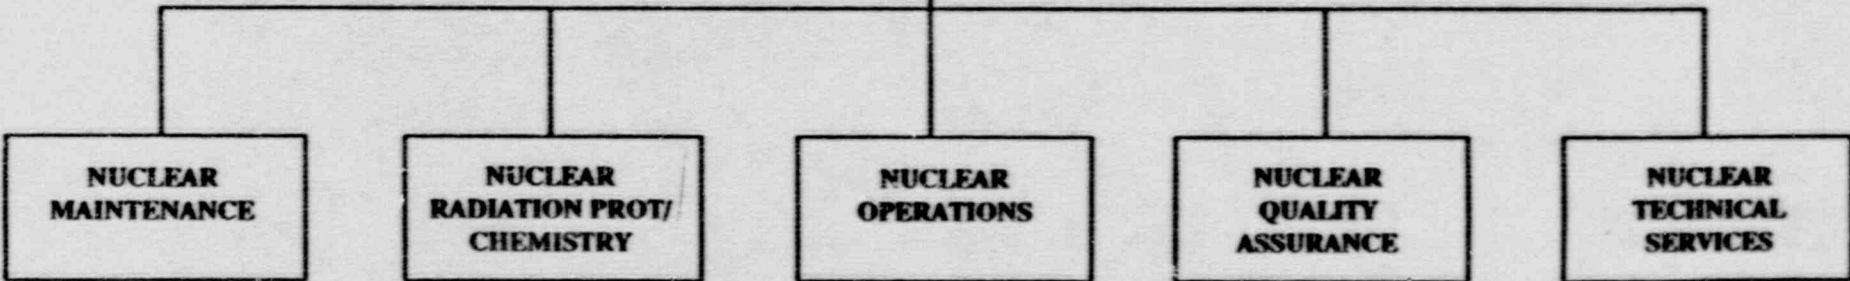 NUCLEAR
MAINTENANCE
NUCLEAR
RADIATION PROT/
CHEMISTRY
NUCLEAR
OPERATIONS
NUCLEAR
QUALITY
ASSURANCE
NUCLEAR
TECHNICAL
SERVICES